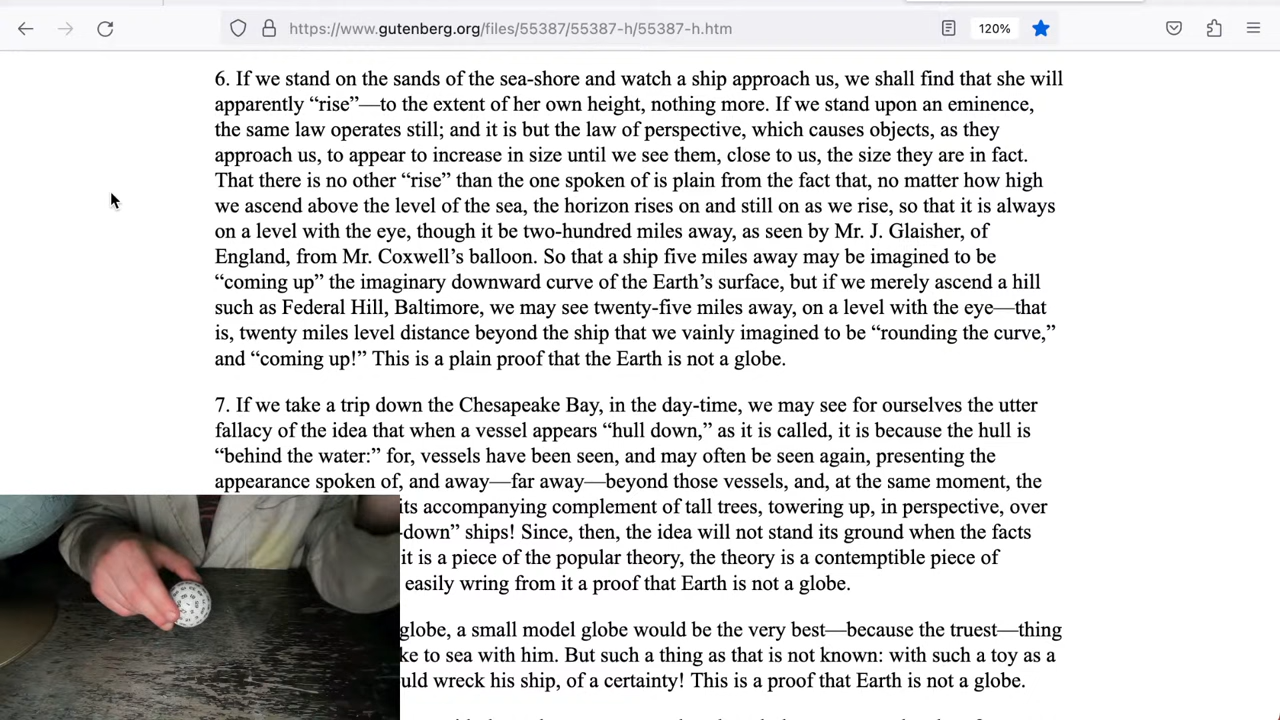 https://www.gutenberg.org/files/55387/55387-h/55387-h.htm
120%
6. If we stand on the sands of the sea-shore and watch a ship approach us, we shall find that she will
apparently “rise”—to the extent of her own height, nothing more. If we stand upon an eminence,
the same law operates still; and it is but the law of perspective, which causes objects, as they
approach us, to appear to increase in size until we see them, close to us, the size they are in fact.
That there is no other “rise” than the one spoken of is plain from the fact that, no matter how high
we ascend above the level of the sea, the horizon rises on and still on as we rise, so that it is always
on a level with the eye, though it be two-hundred miles away, as seen by Mr. J. Glaisher, of
England, from Mr. Coxwell’s balloon. So that a ship five miles away may be imagined to be
“coming up” the imaginary downward curve of the Earth’s surface, but if we merely ascend a hill
such as Federal Hill, Baltimore, we may see twenty-five miles away, on a level with the eye—that
is, twenty miles level distance beyond the ship that we vainly imagined to be “rounding the curve,”
and “coming up!” This is a plain proof that the Earth is not a globe.
7. If we take a trip down the Chesapeake Bay, in the day-time, we may see for ourselves the utter
fallacy of the idea that when a vessel appears “hull down,” as it is called, it is because the hull is
“behind the water:” for, vessels have been seen, and may often be seen again, presenting the
appearance spoken of, and away—far away—beyond those vessels, and, at the same moment, the
its accompanying complement of tall trees, towering up, in perspective, over
-down” ships! Since, then, the idea will not stand its ground when the facts
it is a piece of the popular theory, the theory is a contemptible piece of
easily wring from it a proof that Earth is not a globe.
globe, a small model globe would be the very best—because the truest—thing
ke to sea with him. But such a thing as that is not known: with such a toy as a
uld wreck his ship, of a certainty! This is a proof that Earth is not a globe.